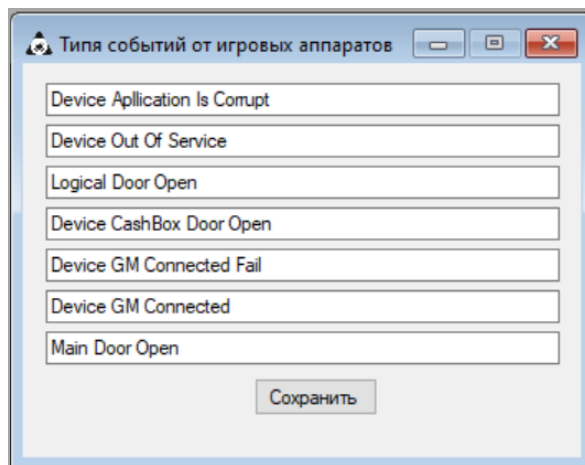 Типя событий от игровых аппаратов
Device Apllication Is Corrupt
Device Out Of Service
Logical Door Open
Device CashBox Door Open
Device GM Connected Fail
Device GM Connected
Main Door Open
Сохранить